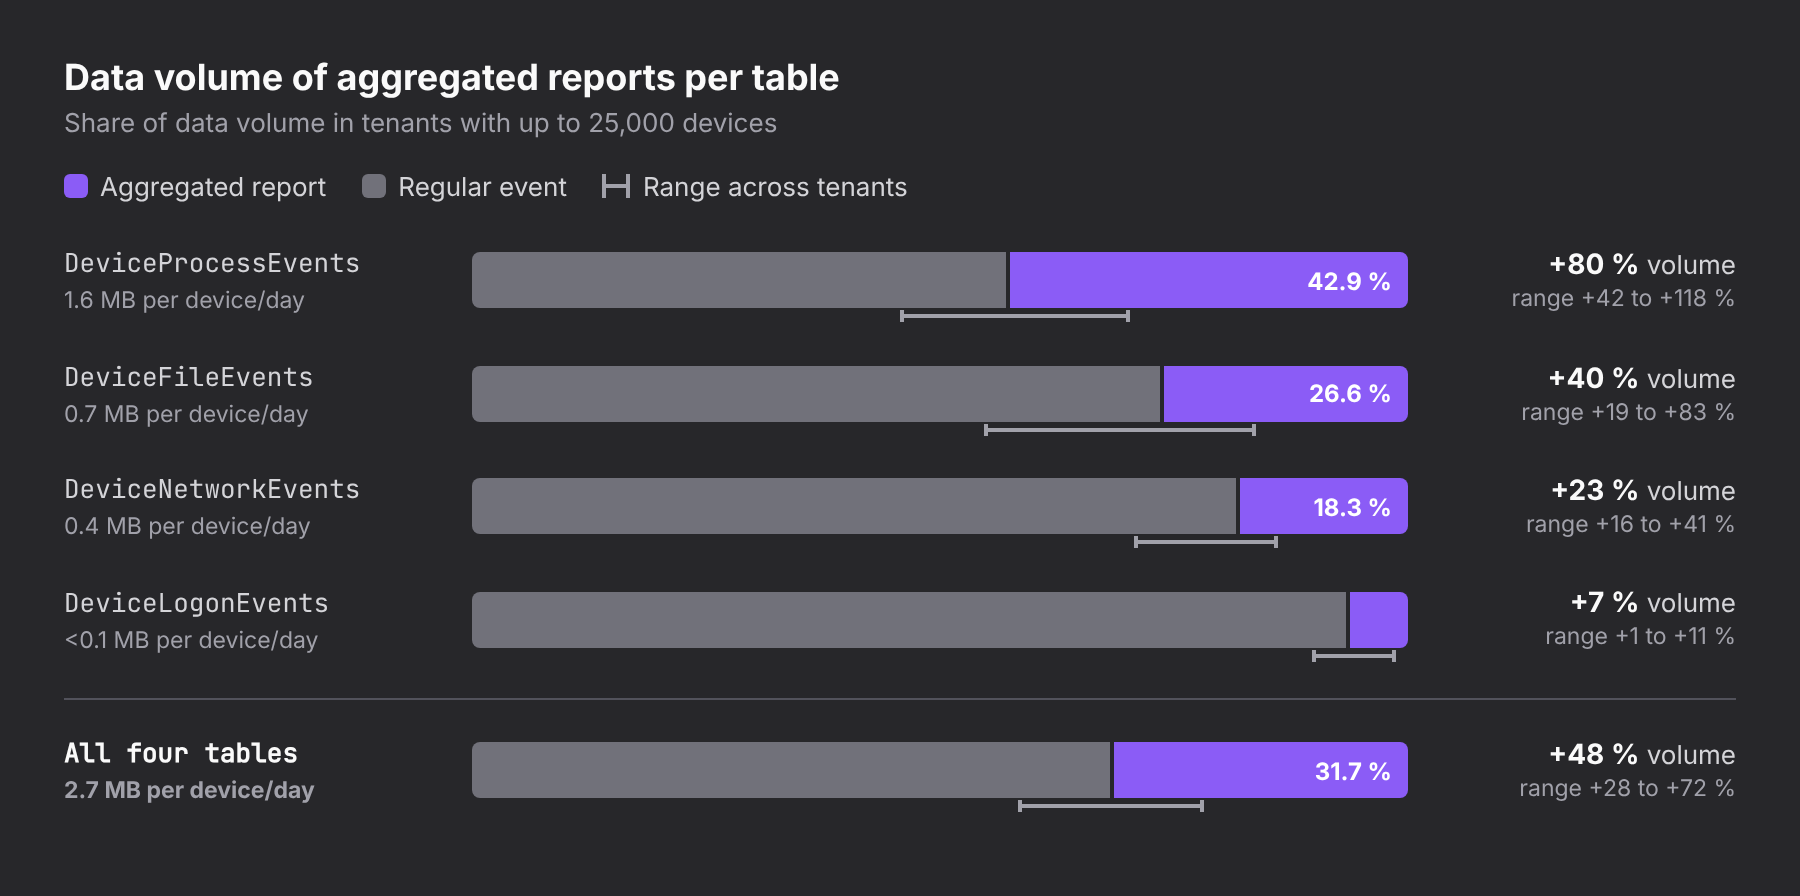 Data volume of aggregated reports per table
Share of data volume in tenants with up to 25,000 devices
Aggregated report Regular event Range across tenants
DeviceProcessEvents
1.6 MB per device/day
42.9 %
+80 % volume
range +42 to +118 %
DeviceFileEvents
0.7 MB per device/day
26.6 %
+40 % volume
range +19 to +83 %
DeviceNetworkEvents
0.4 MB per device/day
18.3 %
+23 % volume
range +16 to +41 %
DeviceLogonEvents
<0.1 MB per device/day
+7 % volume
range +1 to +11 %
All four tables
2.7 MB per device/day
31.7 %
+48 % volume
range +28 to +72 %